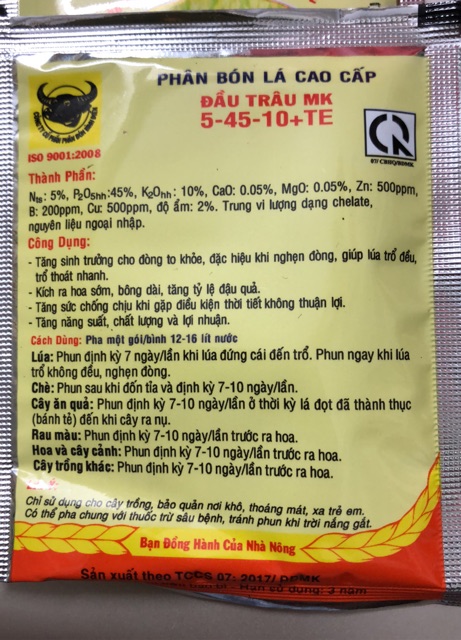 PHÂN BÓN LÁ CAO CẤP
ĐẦU TRÂU MK
5-45-10+TE
ISO 9001:2008
Thành Phần:
Nts: 5%, P2O5hh:45%, K2Ohh: 10%, CaO: 0.05%, MgO: 0.05%, Zn: 500ppm,
B: 200ppm, Cu: 500ppm, độ ẩm: 2%. Trung vi lượng dạng chelate,
nguyên liệu ngoại nhập.
Công Dụng:
- Tăng sinh trưởng cho đòng to khỏe, đặc hiệu khi nghẹn đòng, giúp lúa trổ đều,
trổ thoát nhanh.
- Kích ra hoa sớm, bông dài, tăng tỷ lệ đậu quả.
- Tăng sức chống chịu khi gặp điều kiện thời tiết không thuận lợi.
- Tăng năng suất, chất lượng và lợi nhuận.
Cách Dùng: Pha một gói/bình 12-16 lít nước
Lúa: Phun định kỳ 7 ngày/lần khi lúa đứng cái đến trổ. Phun ngay khi lúa
trổ không đều, nghẹn đòng.
Chè: Phun sau khi đốn tỉa và định kỳ 7-10 ngày/lần.
Cây ăn quả: Phun định kỳ 7-10 ngày/lần ở thời kỳ lá đọt đã thành thục
(bánh tẻ) đến khi cây ra nụ.
Rau màu: Phun định kỳ 7-10 ngày/lần trước ra hoa.
Hoa và cây cảnh: Phun định kỳ 7-10 ngày/lần trước ra hoa.
Cây trồng khác: Phun định kỳ 7-10 ngày/lần trước ra hoa.
Chỉ sử dụng cho cây trồng, bảo quản nơi khô, thoáng mát, xa trẻ em.
Có thể pha chung với thuốc trừ sâu bệnh, tránh phun khi trời nắng gắt.
Bạn Đồng Hành Của Nhà Nông
Sản xuất theo TCCS 07: 2017/
Hạn sử dụng: 3 năm